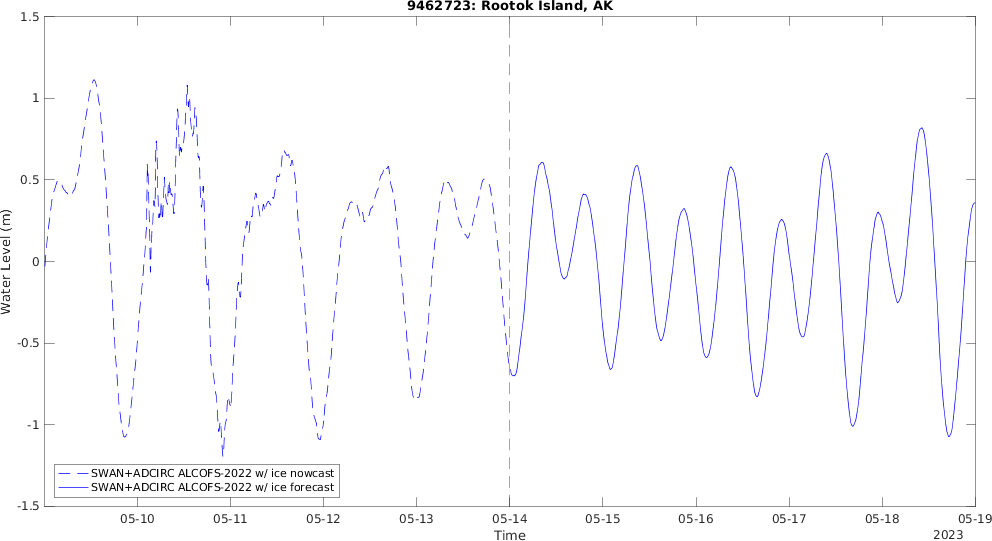 9462723: Rootok Island, AK
Water Level (m)
1.5
1
0.5
0
-0.5
-1
-1.5
SWAN+ADCIRC ALCOFS-2022 w/ ice nowcast
SWAN+ADCIRC ALCOFS-2022 w/ ice forecast
05-10 05-11 05-12 05-13 05-14 05-15 05-16 05-17 05-18 05-19
Time
2023